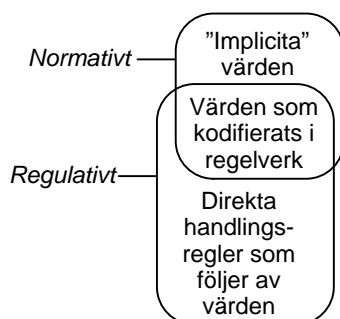 Normativt
”Implicita”
värden
Värden som
kodifierats i
regelverk
Regulativt
Direkta
handlings-
regler som
följer av
värden